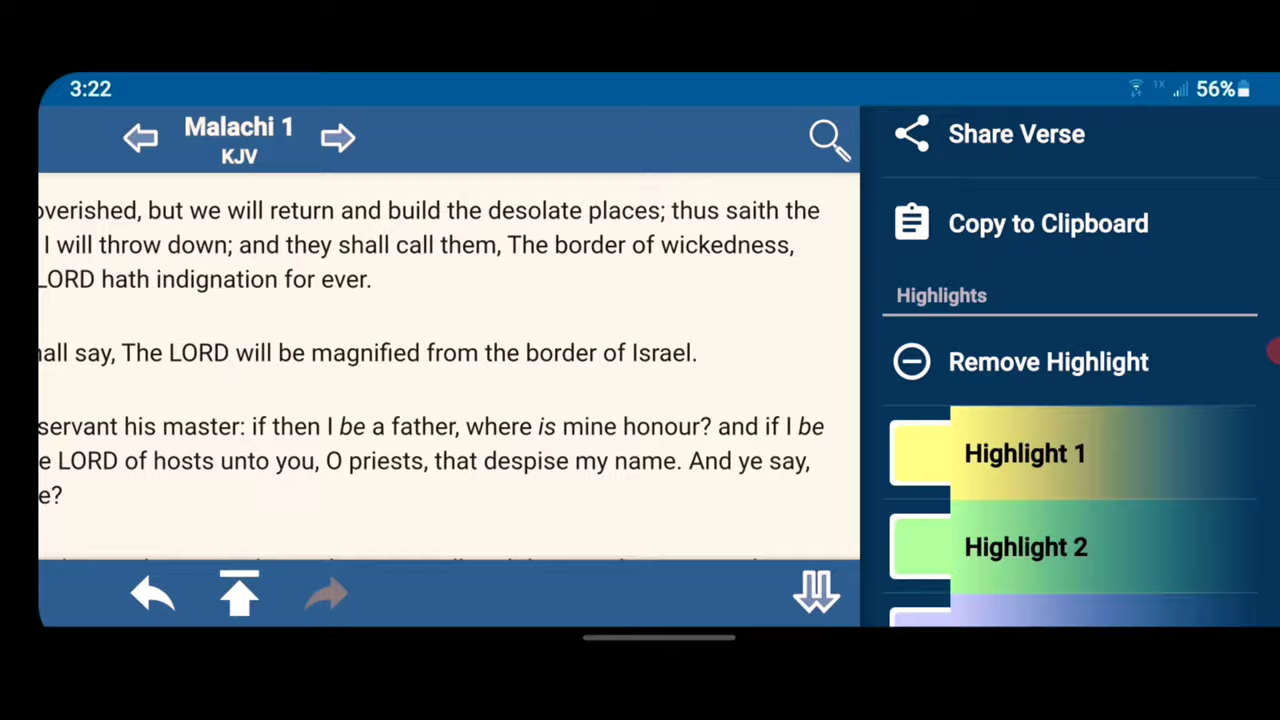 3:22
1X
56%
Malachi 1
KJV
but we will return and build the desolate places; thus saith the
I will throw down; and they shall call them, The border of wickedness,
LORD hath indignation for ever.
say, The LORD will be magnified from the border of Israel.
servant his master: if then I be a father, where is mine honour? and if I be
LORD of hosts unto you, O priests, that despise my name. And ye say,
Share Verse
Copy to Clipboard
Highlights
Remove Highlight
Highlight 1
Highlight 2